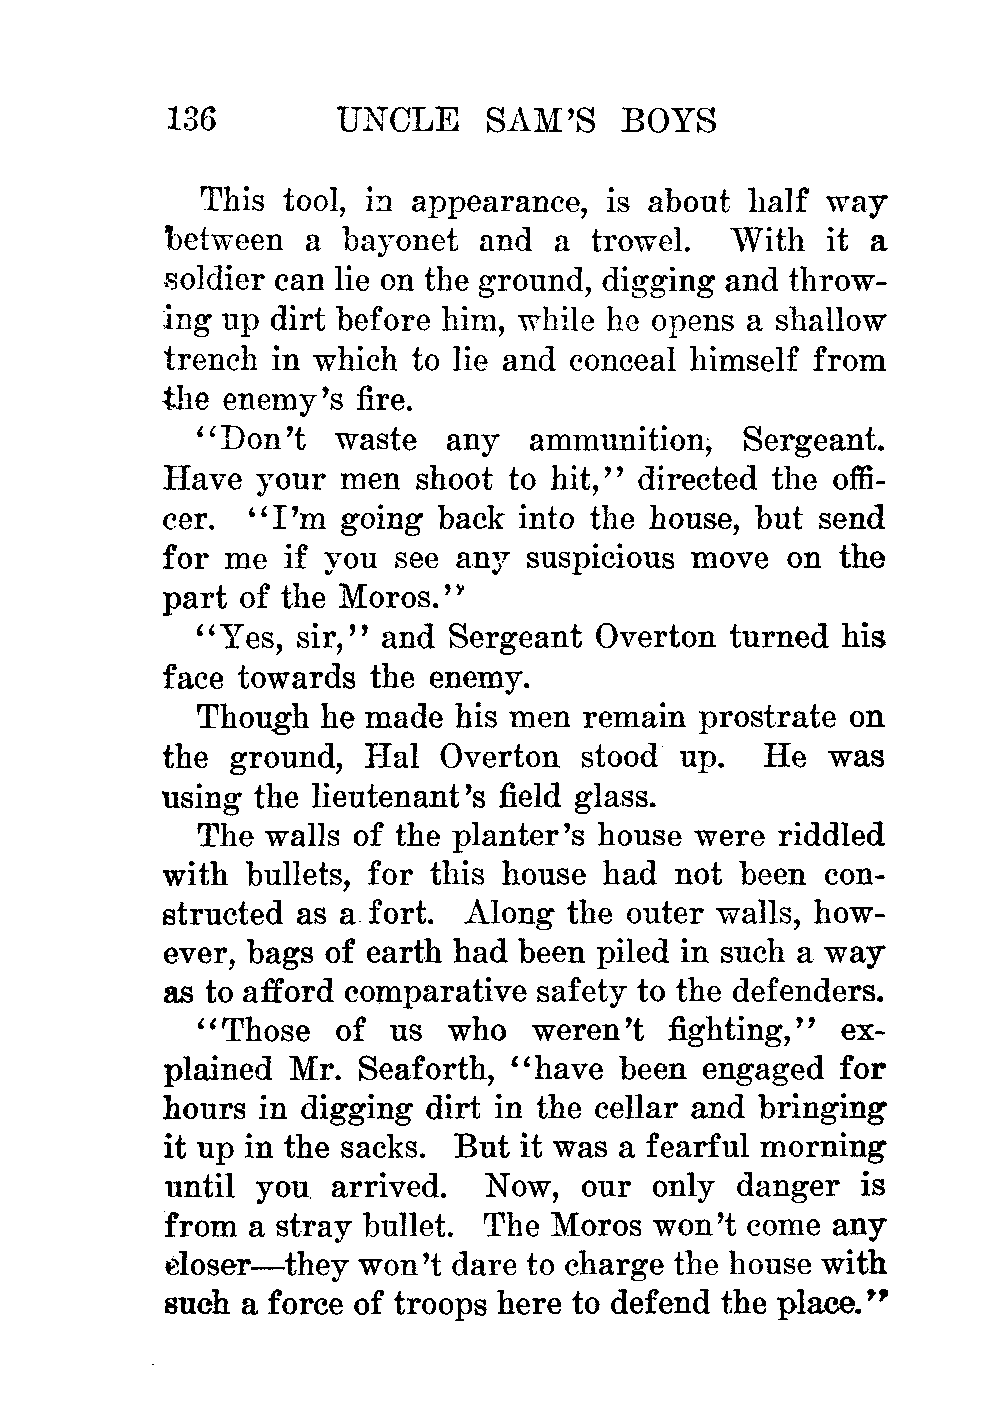 136 UNCLE SAM'S BOYS
This tool, in appearance, is about half way
between a bayonet and a trowel. With it a
soldier can lie on the ground, digging and throw-
ing up dirt before him, while he opens a shallow
trench in which to lie and conceal himself from
the enemy's fire.
"Don't waste any ammunition, Sergeant.
Have your men shoot to hit," directed the offi-
cer. "I'm going back into the house, but send
for me if you see any suspicious move on the
part of the Moros."
"Yes, sir," and Sergeant Overton turned his
face towards the enemy.
Though he made his men remain prostrate on
the ground, Hal Overton stood up. He was
using the lieutenant's field glass.
The walls of the planter's house were riddled
with bullets, for this house had not been con-
structed as a fort. Along the outer walls, how-
ever, bags of earth had been piled in such a way
as to afford comparative safety to the defenders.
"Those of us who weren't fighting," ex-
plained Mr. Seaforth, "have been engaged for
hours in digging dirt in the cellar and bringing
it up in the sacks. But it was a fearful morning
until you arrived. Now, our only danger is
from a stray bullet. The Moros won't come any
closer—they won't dare to charge the house with
such a force of troops here to defend the place."